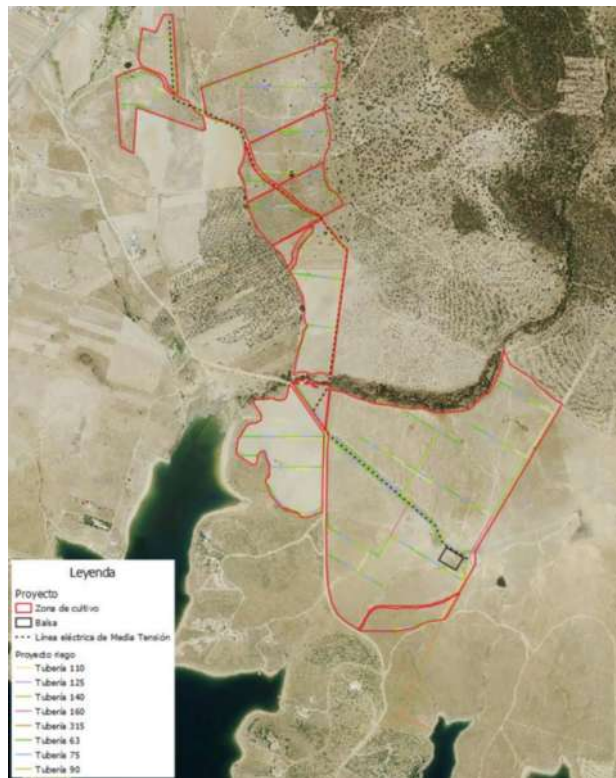 Leyenda
Proyecto
Zona de cultivo
Balsa
Línea eléctrica de Media Tensión
Proyecto riego
Tubería 110
Tubería 125
Tubería 140
Tubería 160
Tubería 315
Tubería 63
Tubería 75
Tubería 90